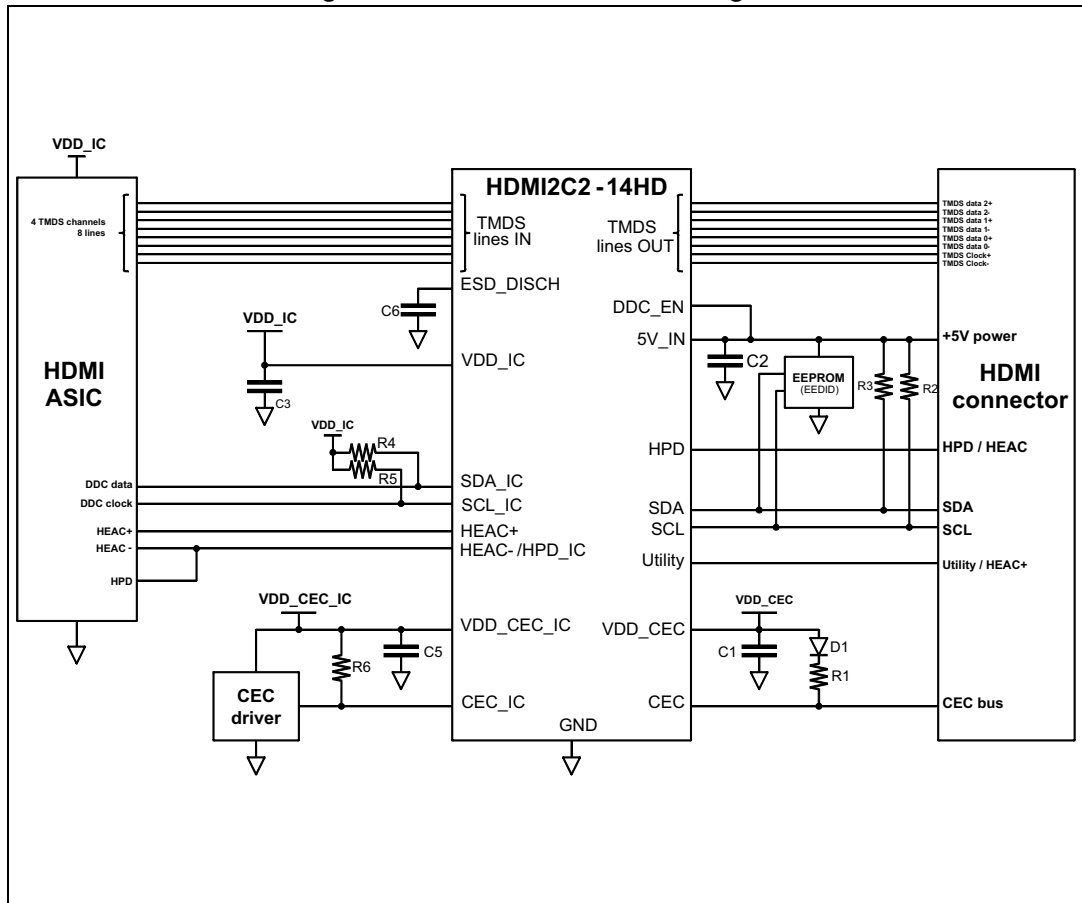 VDD_IC
HDMI
ASIC
4 TMDS channels
8 lines
DDC data
DDC clock
HEAC+
HEAC -
HPD
C6
VDD_IC
C3
VDD_IC
R4
R5
VDD_CEC_IC
R6
C5
CEC
driver
HDMI2C2 -14HD
TMDS
lines IN
TMDS
lines OUT
ESD_DISCH
VDD_IC
SDA_IC
SCL_IC
HEAC+
HEAC- /HPD_IC
VDD_CEC_IC
CEC_IC
GND
DDC_EN
5V_IN
HPD
SDA
SCL
Utility
VDD_CEC
CEC
C2
EEPROM
(EEDID)
R3
R2
VDD_CEC
C1
D1
R1
TMDS data 2+
TMDS data 2-
TMDS data 1+
TMDS data 1-
TMDS data 0+
TMDS data 0-
TMDS Clock+
TMDS Clock-
+5V power
HDMI
connector
HPD / HEAC
SDA
SCL
Utility / HEAC+
CEC bus